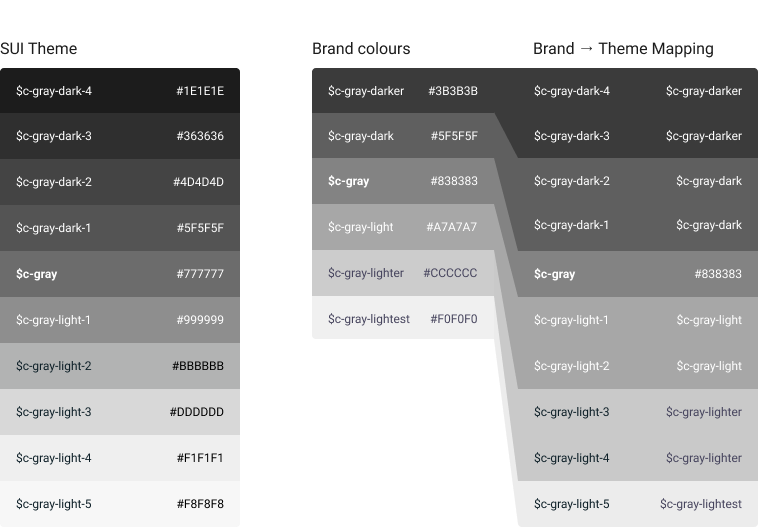 SUI Theme
$c-gray-dark-4 #1E1E1E
$c-gray-dark-3 #363636
$c-gray-dark-2 #4D4D4D
$c-gray-dark-1 #5F5F5F
$c-gray #777777
$c-gray-light-1 #999999
$c-gray-light-2 #BBBBBB
$c-gray-light-3 #DDDDDD
$c-gray-light-4 #F1F1F1
$c-gray-light-5 #F8F8F8
Brand colours
$c-gray-darker #3B3B3B
$c-gray-dark #5F5F5F
$c-gray #838383
$c-gray-light #A7A7A7
$c-gray-lighter #CCCCCC
$c-gray-lightest #F0F0F0
Brand → Theme Mapping
$c-gray-dark-4 $c-gray-darker
$c-gray-dark-3 $c-gray-darker
$c-gray-dark-2 $c-gray-dark
$c-gray-dark-1 $c-gray-dark
$c-gray #838383
$c-gray-light-1 $c-gray-light
$c-gray-light-2 $c-gray-light
$c-gray-light-3 $c-gray-lighter
$c-gray-light-4 $c-gray-lighter
$c-gray-light-5 $c-gray-lightest